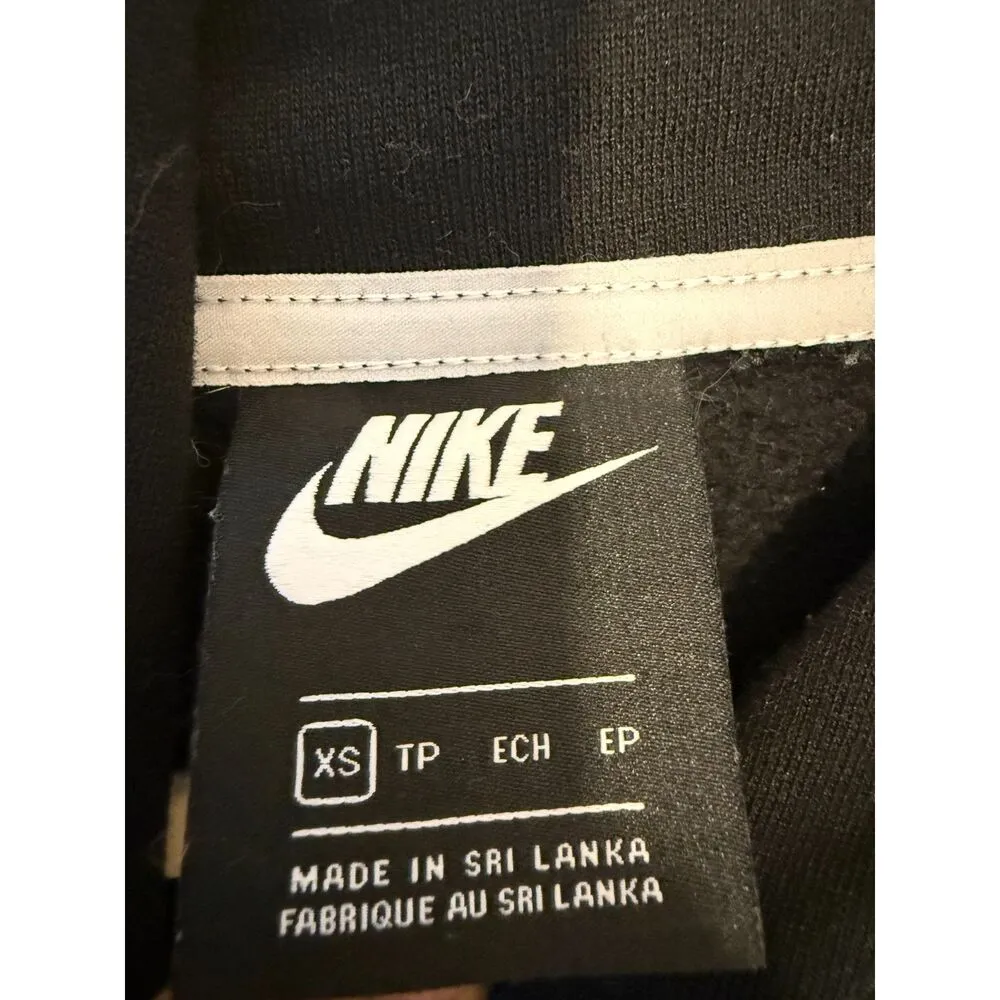 NIKE
XS TP ECH EP
MADE IN SRI LANKA
FABRIQUE AU SRI LANKA